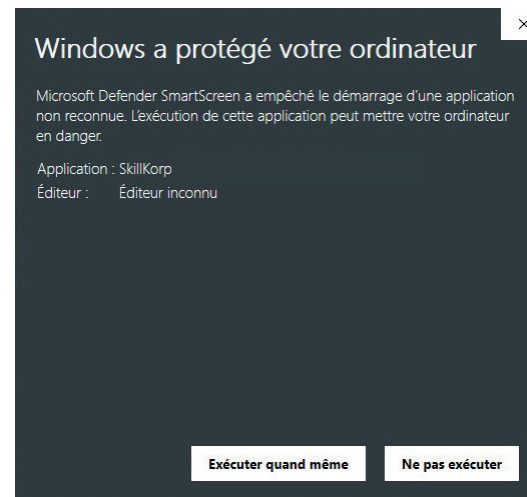 Windows a protégé votre ordinateur
Microsoft Defender SmartScreen a empêché le démarrage d'une application
non reconnue. L'exécution de cette application peut mettre votre ordinateur
en danger.
Application : SkillKorp
Éditeur : Éditeur inconnu
Exécuter quand même
Ne pas exécuter